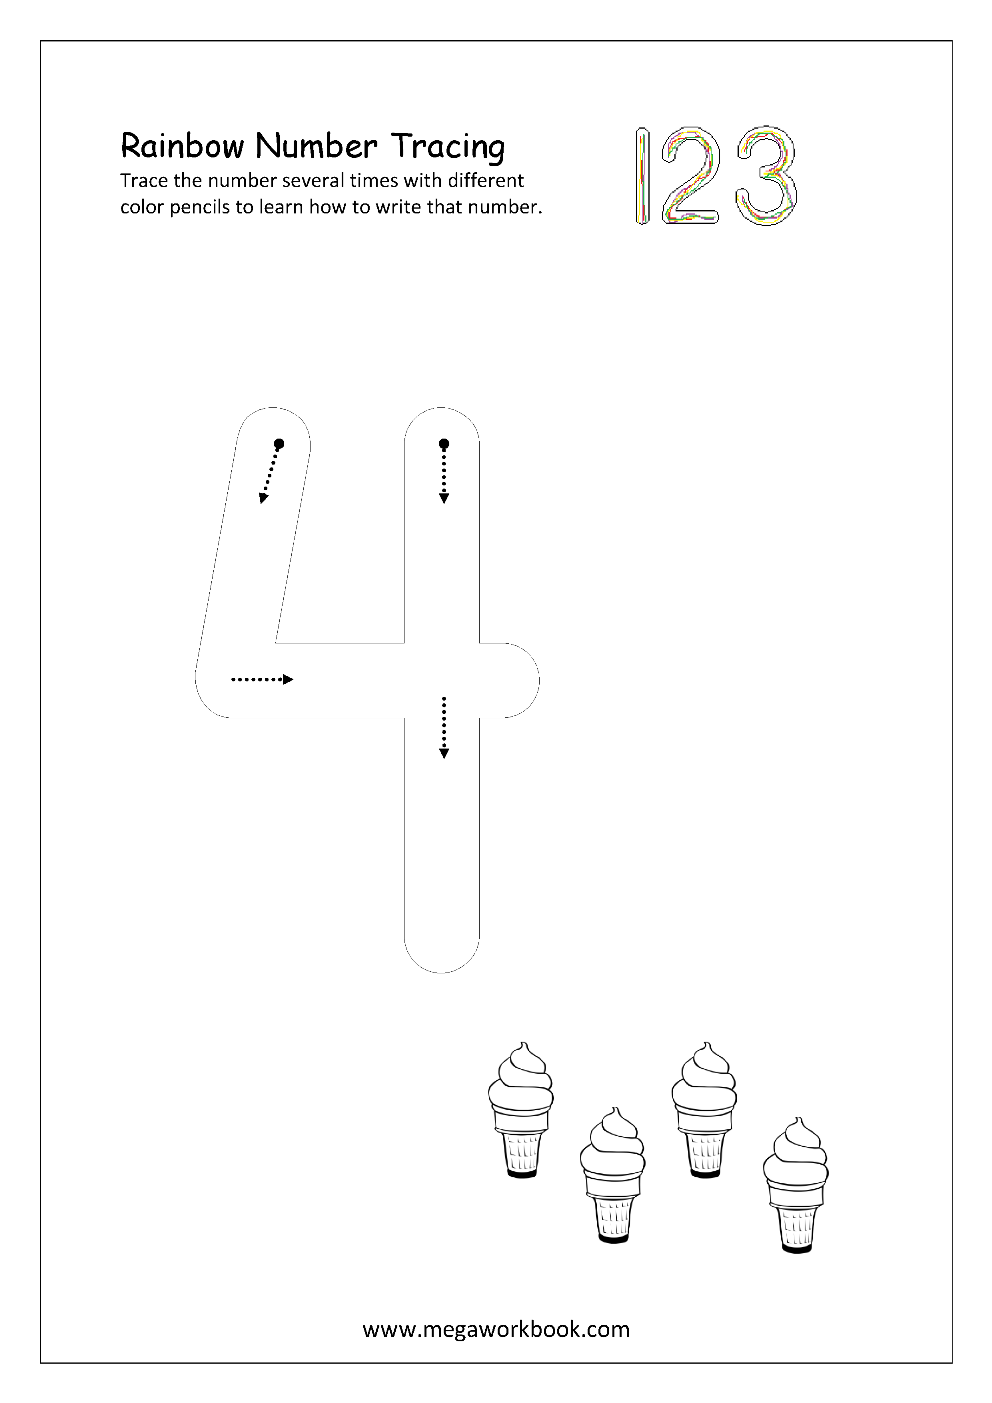 Rainbow Number Tracing
Trace the number several times with different
color pencils to learn how to write that number.
123
4
www.megaworkbook.com